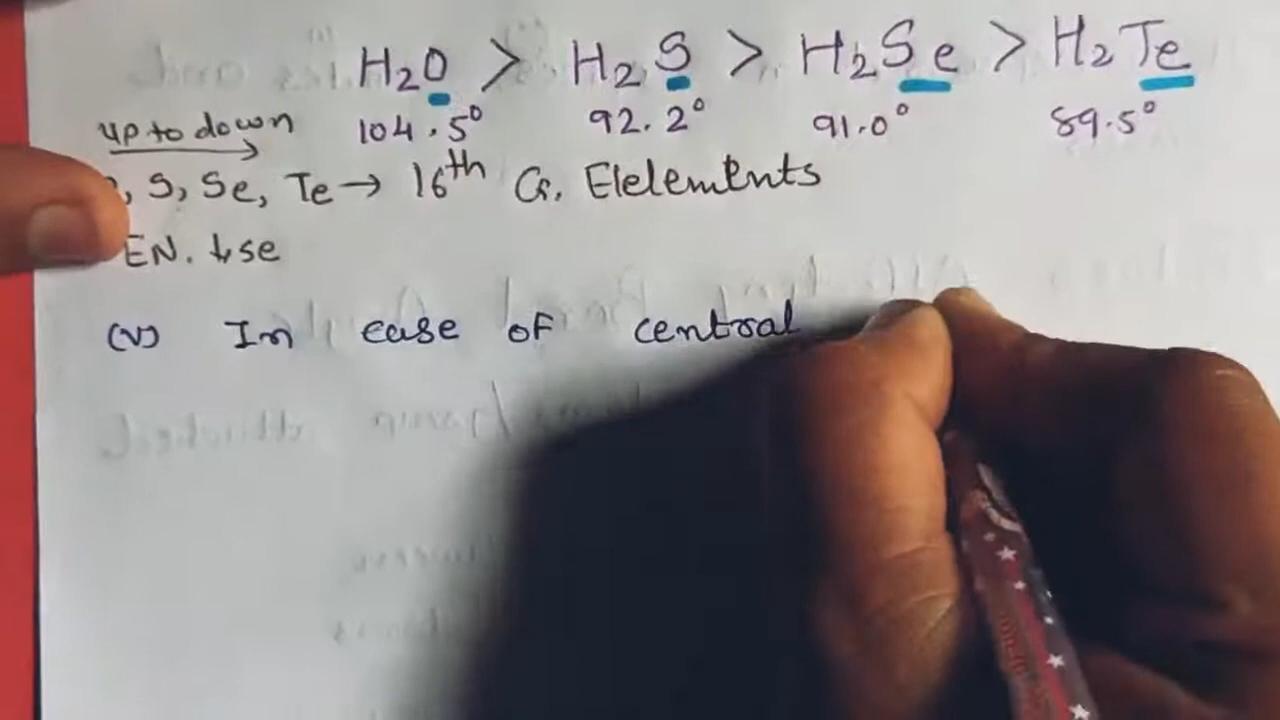 H₂O > H₂S > H₂Se > H₂Te
104.5° 92.2° 91.0° 89.5°
up to down
, S, Se, Te → 16th Gr. Elelements
EN. ↓se
(v) In case of central